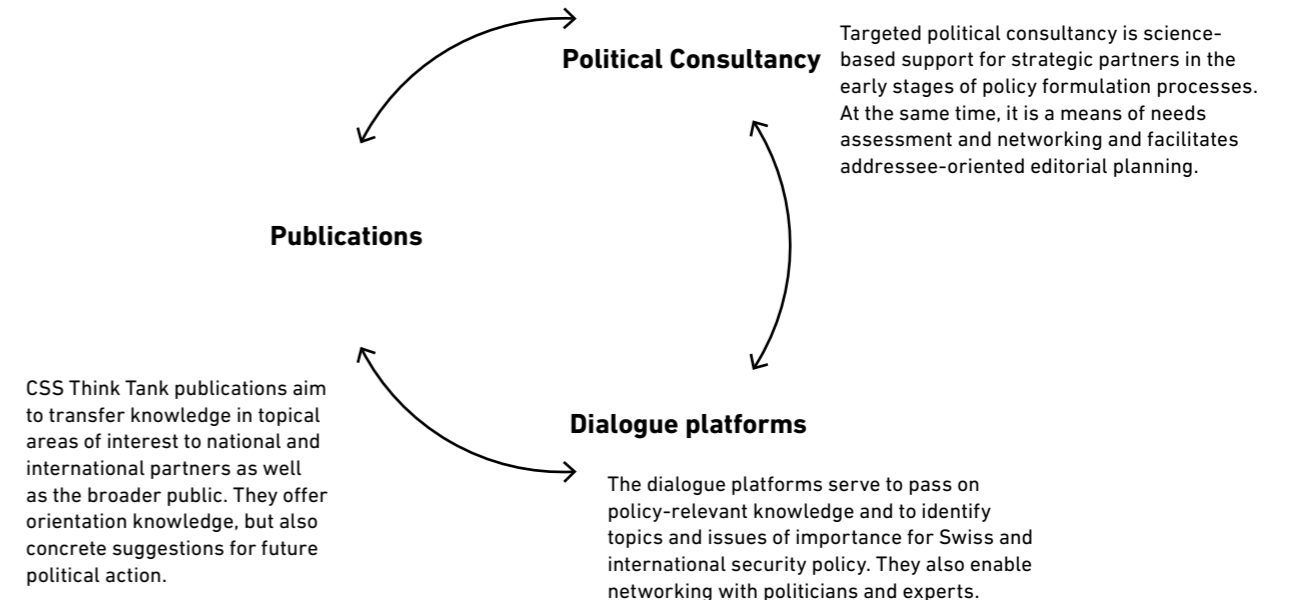 Political Consultancy
Targeted political consultancy is science-
based support for strategic partners in the
early stages of policy formulation processes.
At the same time, it is a means of needs
assessment and networking and facilitates
addressee-oriented editorial planning.
Publications
CSS Think Tank publications aim
to transfer knowledge in topical
areas of interest to national and
international partners as well
as the broader public. They offer
orientation knowledge, but also
concrete suggestions for future
political action.
Dialogue platforms
The dialogue platforms serve to pass on
policy-relevant knowledge and to identify
topics and issues of importance for Swiss and
international security policy. They also enable
networking with politicians and experts.